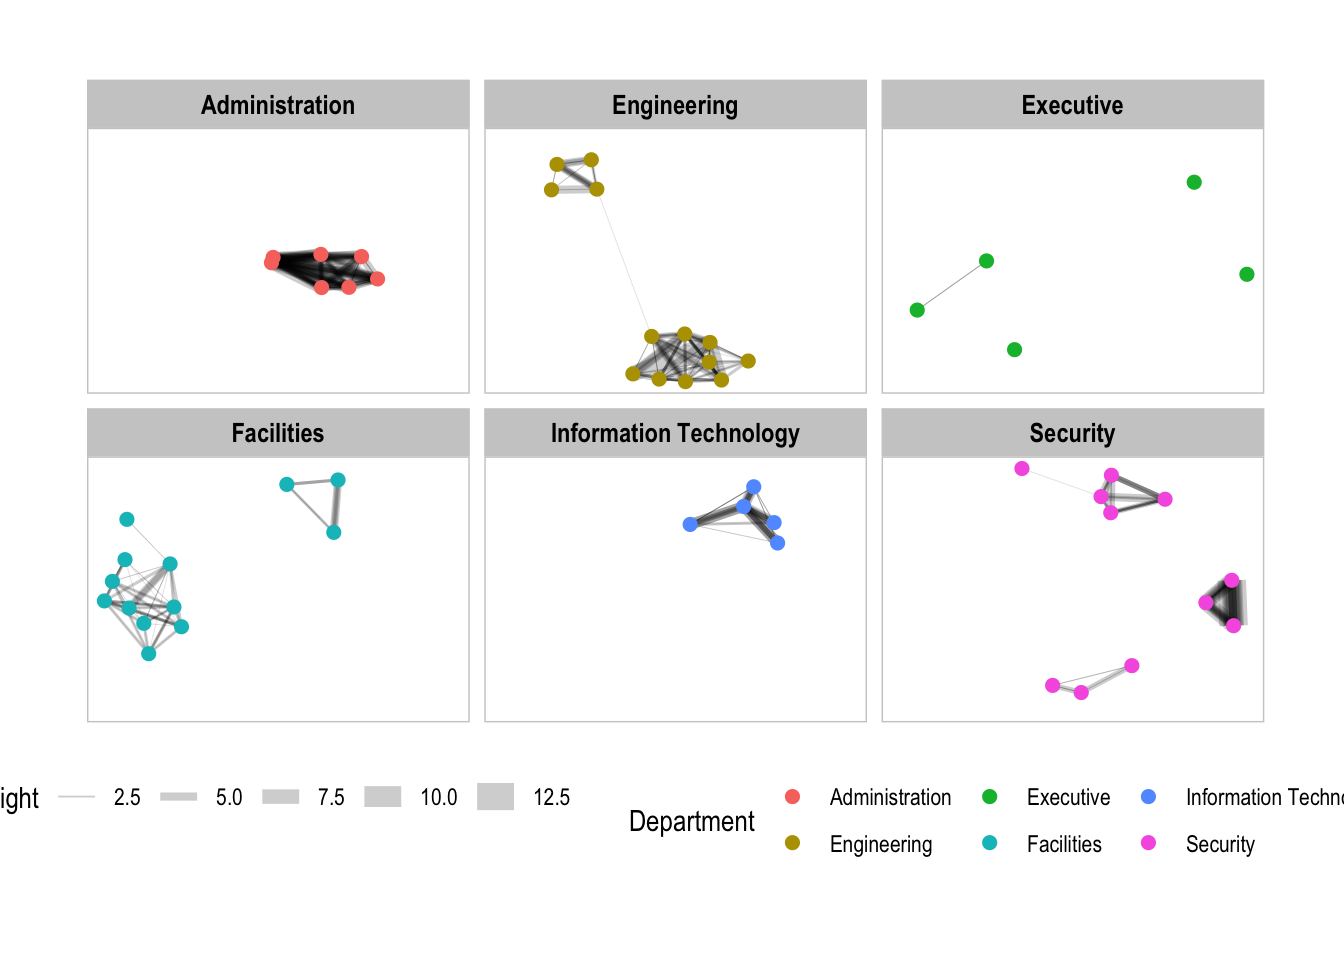 Administration
Engineering
Executive
Facilities
Information Technology
Security
2.5 5.0 7.5 10.0 12.5
Department
Administration Executive Information
Engineering Facilities Security